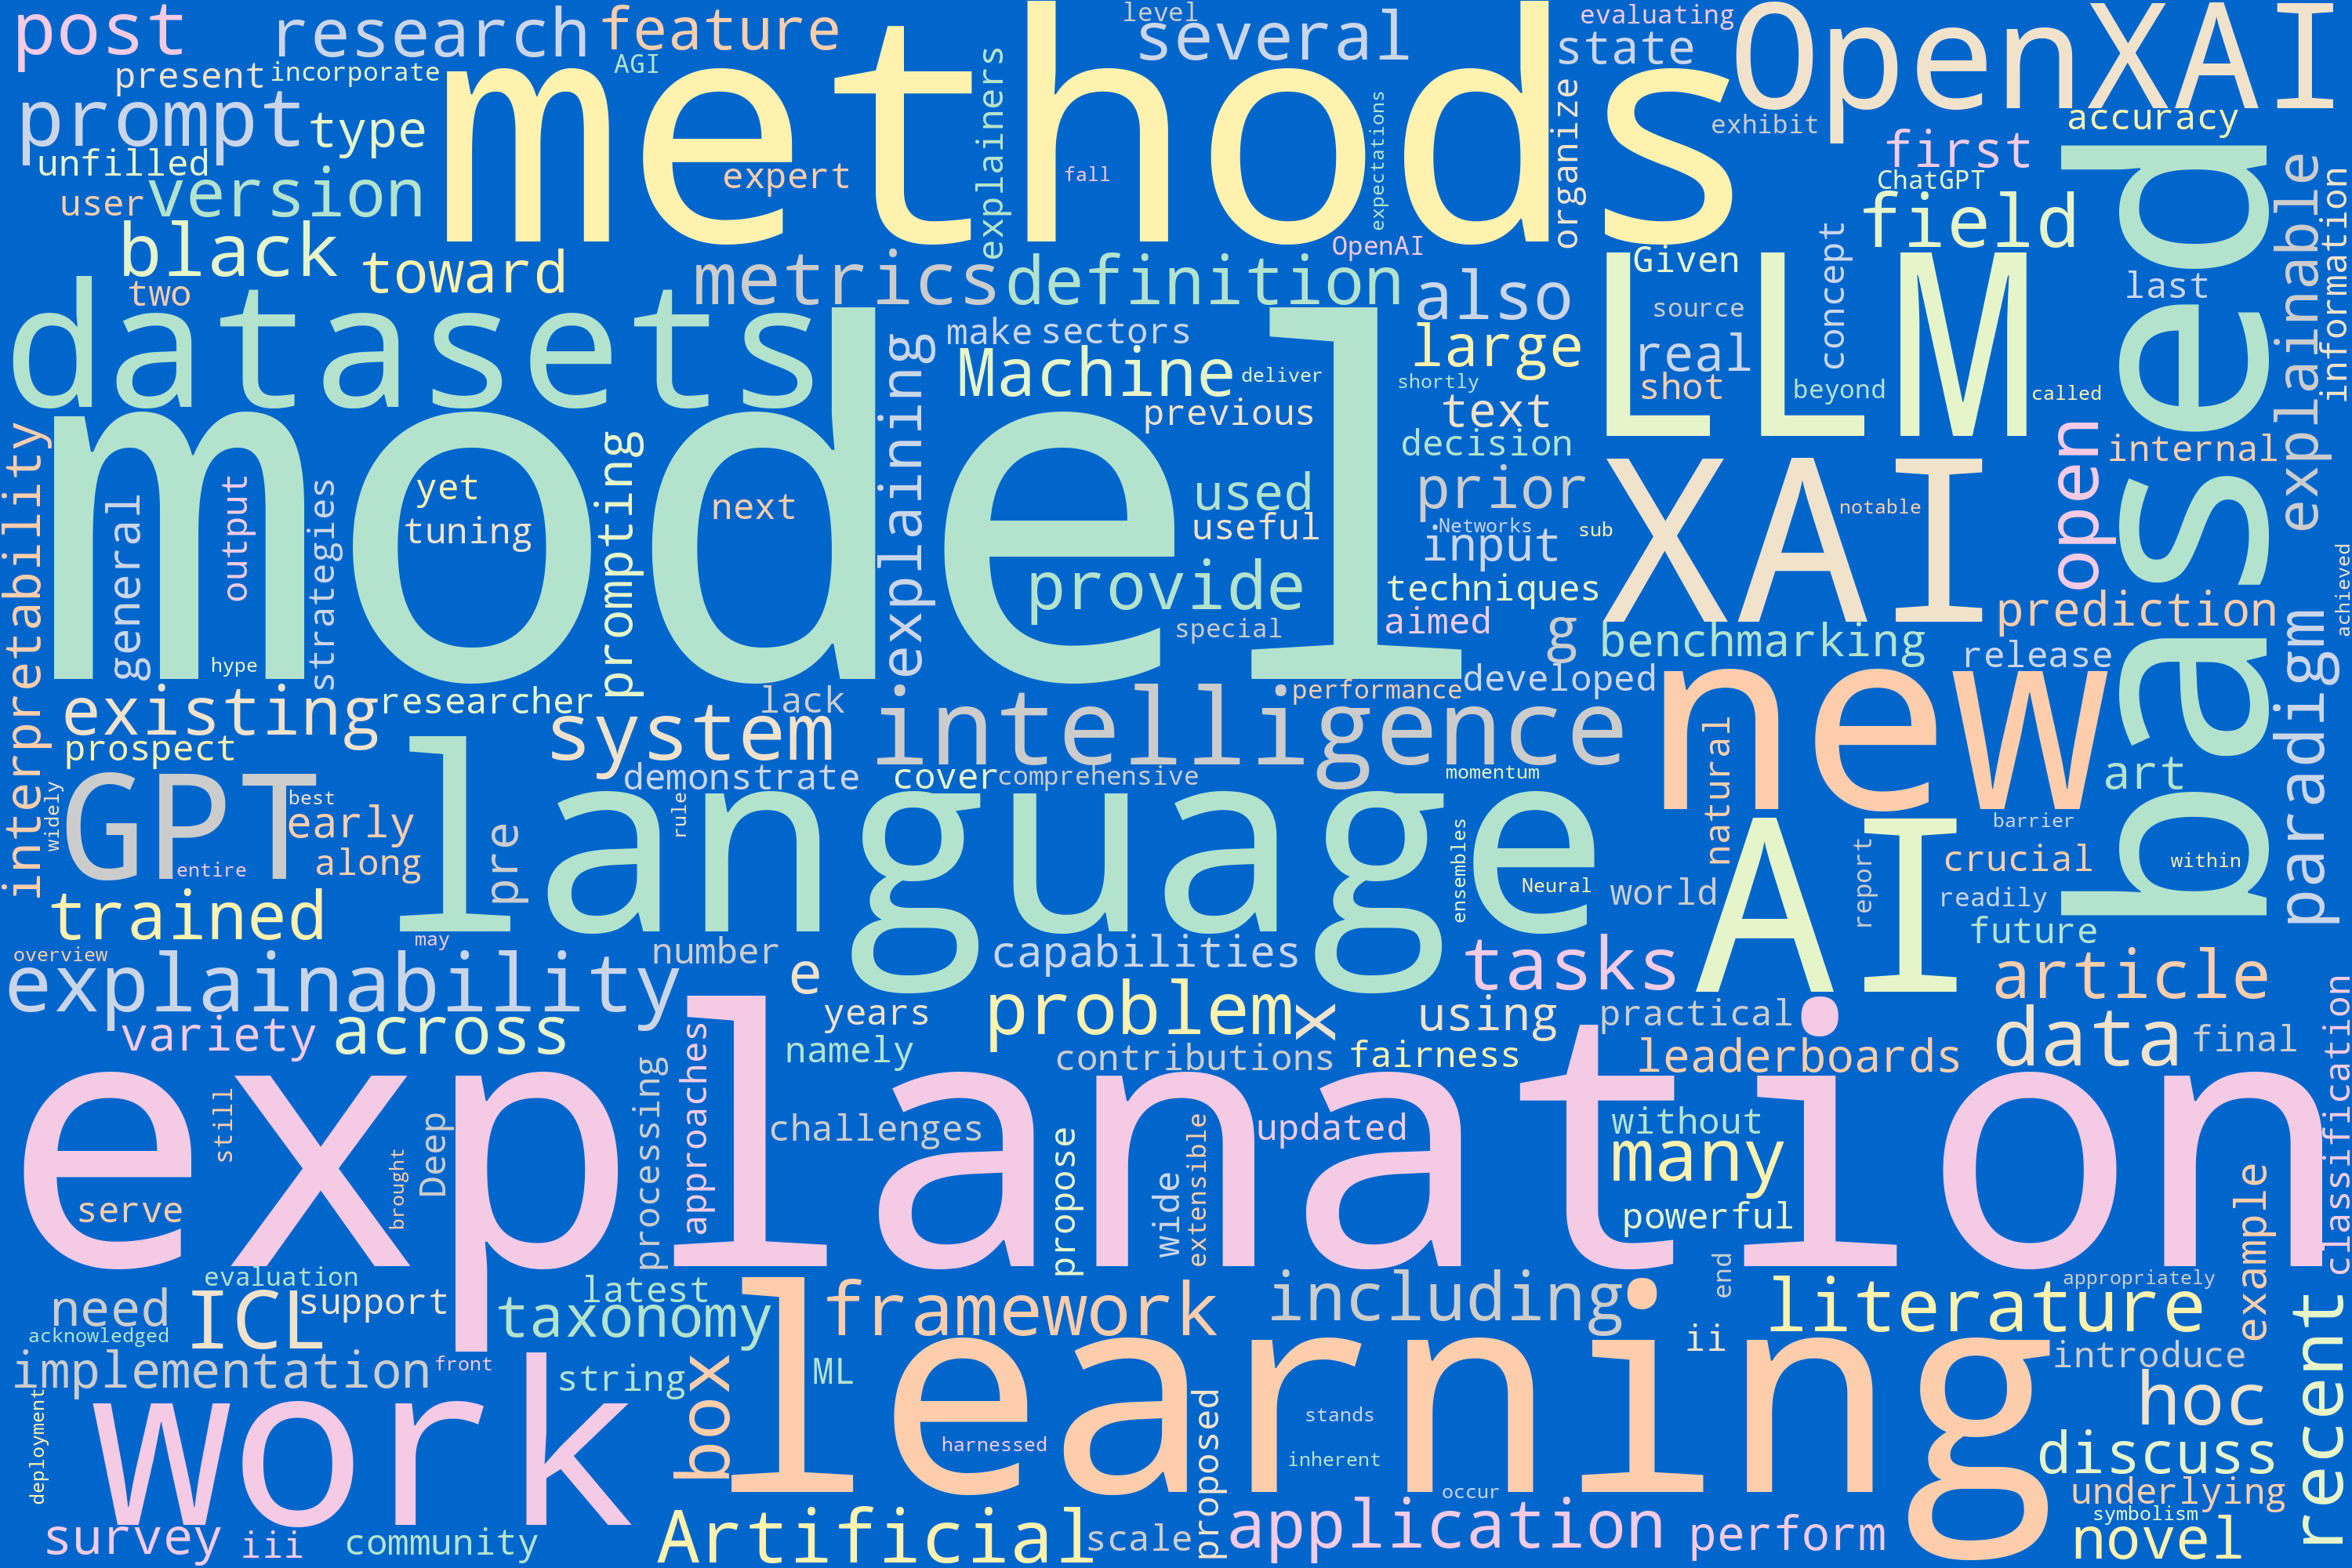 post
research
feature
level
several
evaluating
state
OpenXAI
present
incorporate
AGI
methods
explainers
expectations
organize
exhibit
accuracy
prompt
type
unfilled
expert
fall
first
ChatGPT
user
version
field
explainable
information
black
toward
OpenAI
two
metrics
definition
also
Given
concept
last
based
datasets
make
sectors
source
LLM
large
real
Machine
deliver
shortly
shot
beyond
called
explaining
previous
text
decision
internal
open
model
interpretability
general
output
strategies
yet
tuning
prompting
next
used
useful
prior
Networks
input
sub
XAI
notable
provide
techniques
special
aimed
g
benchmarking
prediction
achieved
hype
existing
researcher
lack
performance
developed
release
paradigm
system
intelligence
new
natural
prospect
demonstrate
cover
comprehensive
momentum
art
GPT
widely
best
early
rule
language
barrier
entire
along
pre
ensembles
Neural
AI
report
crucial
within
world
readily
trained
may
future
overview
explainability
number
e
capabilities
tasks
article
variety
across
years
problem
x
using
practical
data
final
classification
namely
contributions
fairness
leaderboards
explanation
still
Deep
processing
approaches
challenges
updated
without
many
brought
propose
wide
extensible
serve
powerful
example
evaluation
latest
end
appropriately
need
ICL
support
taxonomy
framework
including
literature
recent
acknowledged
ii
implementation
front
string
box
ML
learning
introduce
deployment
work
proposed
stands
hoc
harnessed
inherent
discuss
occur
underlying
symbolism
survey
iii
community
Artificial
scale
application
perform
novel